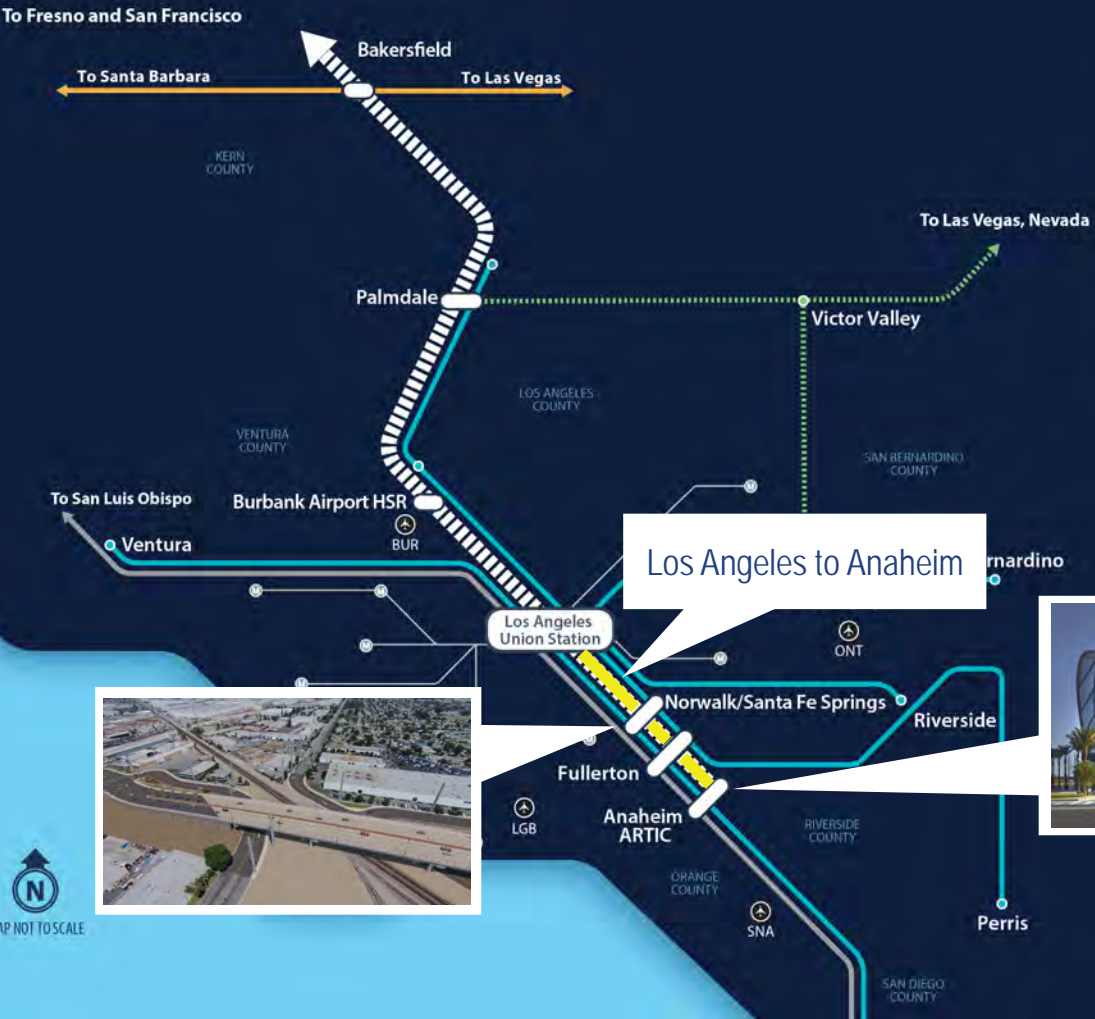 To Fresno and San Francisco
Bakersfield
To Santa Barbara
To Las Vegas
KERN
COUNTY
To Las Vegas, Nevada
Palmdale
Victor Valley
LOS ANGELES
COUNTY
VENTURA
COUNTY
SAN BERNARDINO
COUNTY
M
To San Luis Obispo
Burbank Airport HSR
BUR
Ventura
Los Angeles to Anaheim
rnardino
M
M
Los Angeles
Union Station
M
M
ONT
M
Norwalk/Santa Fe Springs
Riverside
Fullerton
Anaheim
ARTIC
LGB
RIVERSIDE
COUNTY
ORANGE
COUNTY
N
AP NOT TO SCALE
SNA
Perris
SAN DIEGO
COUNTY